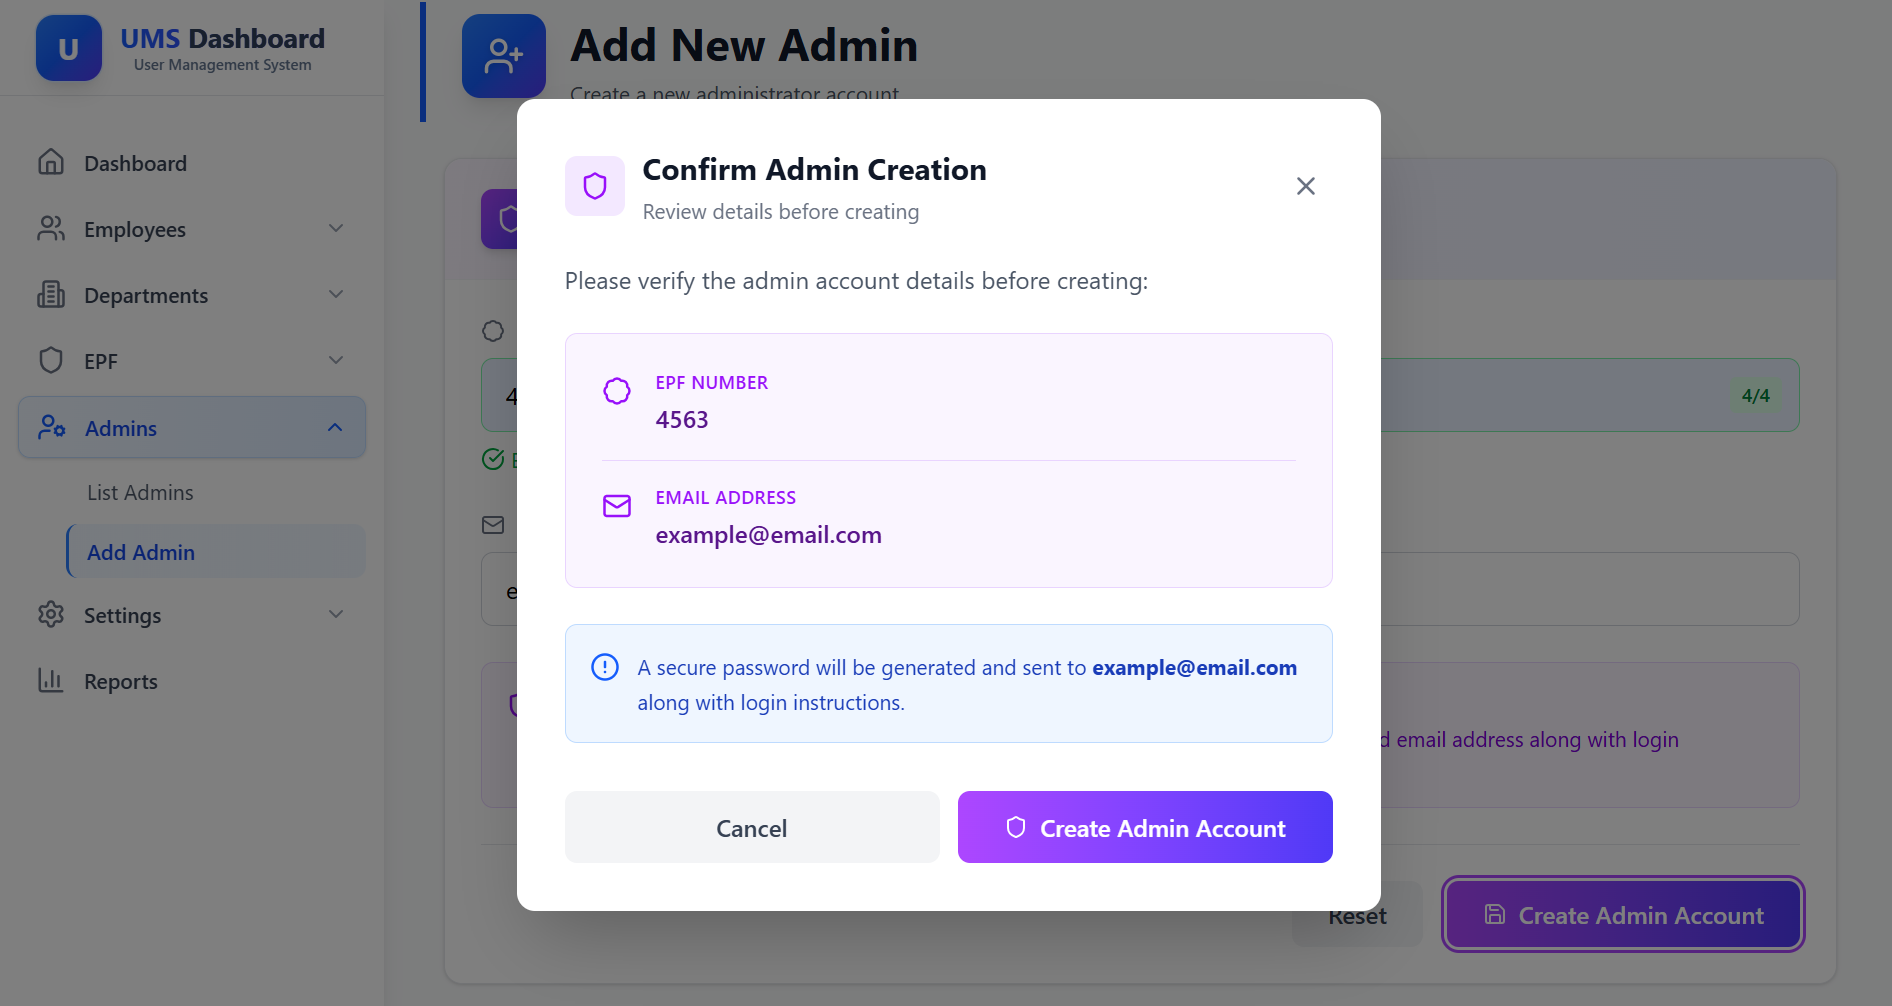 U
UMS Dashboard
User Management System
Dashboard
Employees
Departments
EPF
Admins
List Admins
Add Admin
Settings
Reports
Add New Admin
Create a new administrator account
Confirm Admin Creation
Review details before creating
Please verify the admin account details before creating:
EPF NUMBER
4563
EMAIL ADDRESS
example@email.com
A secure password will be generated and sent to example@email.com
along with login instructions.
Cancel
Create Admin Account
4
4/4
E
e
d email address along with login
Reset
Create Admin Account